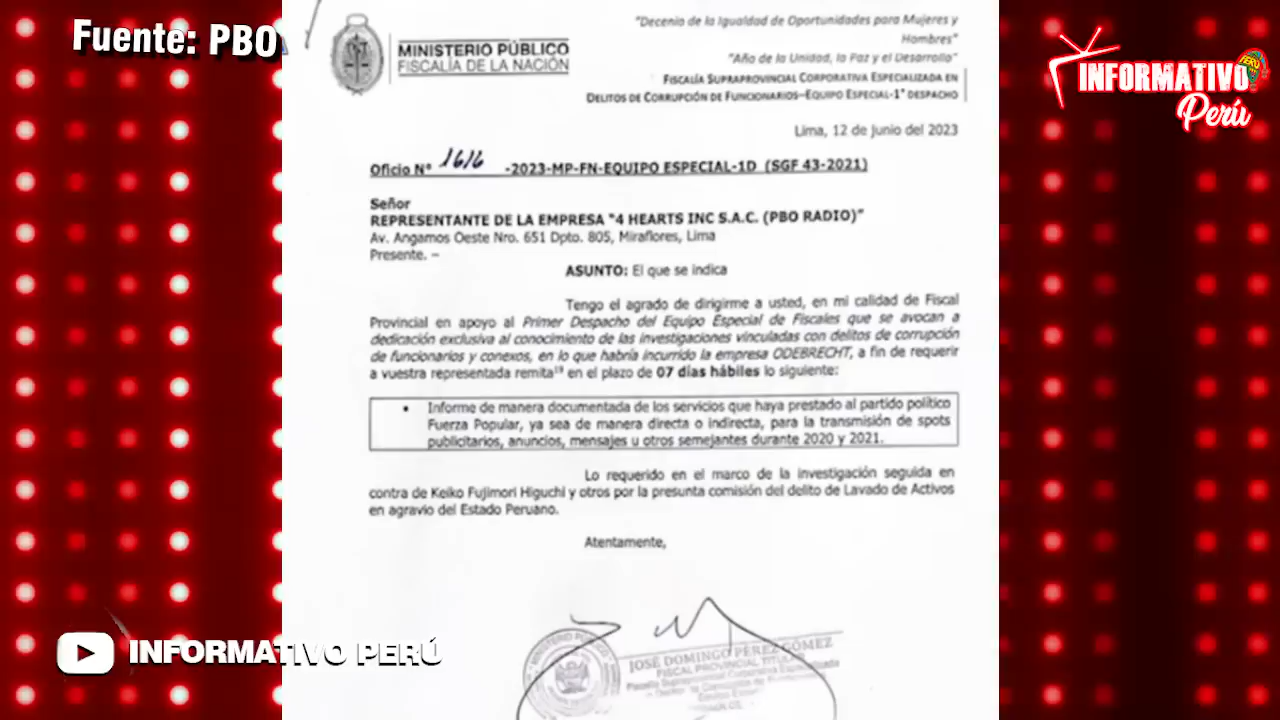 Fuente: PBO
INFORMATIVO
Perú
"Decenio de la Igualdad de Oportunidades para Mujeres y
Hombres"
"Año de la Unidad, la Paz y el Desarrollo"
MINISTERIO PÚBLICO
FISCALÍA DE LA NACIÓN
FISCALÍA SUPRAPROVINCIAL CORPORATIVA ESPECIALIZADA EN
DELITOS DE CORRUPCIÓN DE FUNCIONARIOS–EQUIPO ESPECIAL-1° DESPACHO
Lima, 12 de junio del 2023
Oficio N° 1616 -2023-MP-FN-EQUIPO ESPECIAL-1D (SGF 43-2021)
Señor
REPRESENTANTE DE LA EMPRESA "4 HEARTS INC S.A.C. (PBO RADIO)"
Av. Angamos Oeste Nro. 651 Dpto. 805, Miraflores, Lima
Presente. –
ASUNTO: El que se indica
Tengo el agrado de dirigirme a usted, en mi calidad de Fiscal
Provincial en apoyo al Primer Despacho del Equipo Especial de Fiscales que se avocan a
dedicación exclusiva al conocimiento de las investigaciones vinculadas con delitos de corrupción
de funcionarios y conexos, en lo que habría incurrido la empresa ODEBRECHT, a fin de requerir
a vuestra representada remita en el plazo de 07 días hábiles lo siguiente:
• Informe de manera documentada de los servicios que haya prestado al partido político
Fuerza Popular, ya sea de manera directa o indirecta, para la transmisión de spots
publicitarios, anuncios, mensajes u otros semejantes durante 2020 y 2021.
Lo requerido en el marco de la investigación seguida en
contra de Keiko Fujimori Higuchi y otros por la presunta comisión del delito de Lavado de Activos
en agravio del Estado Peruano.
Atentamente,
JOSÉ DOMINGO PÉREZ GÓMEZ
FISCAL PROVINCIAL TITULAR
Fiscalía Supraprovincial Corporativa Especializada
INFORMATIVO PERÚ